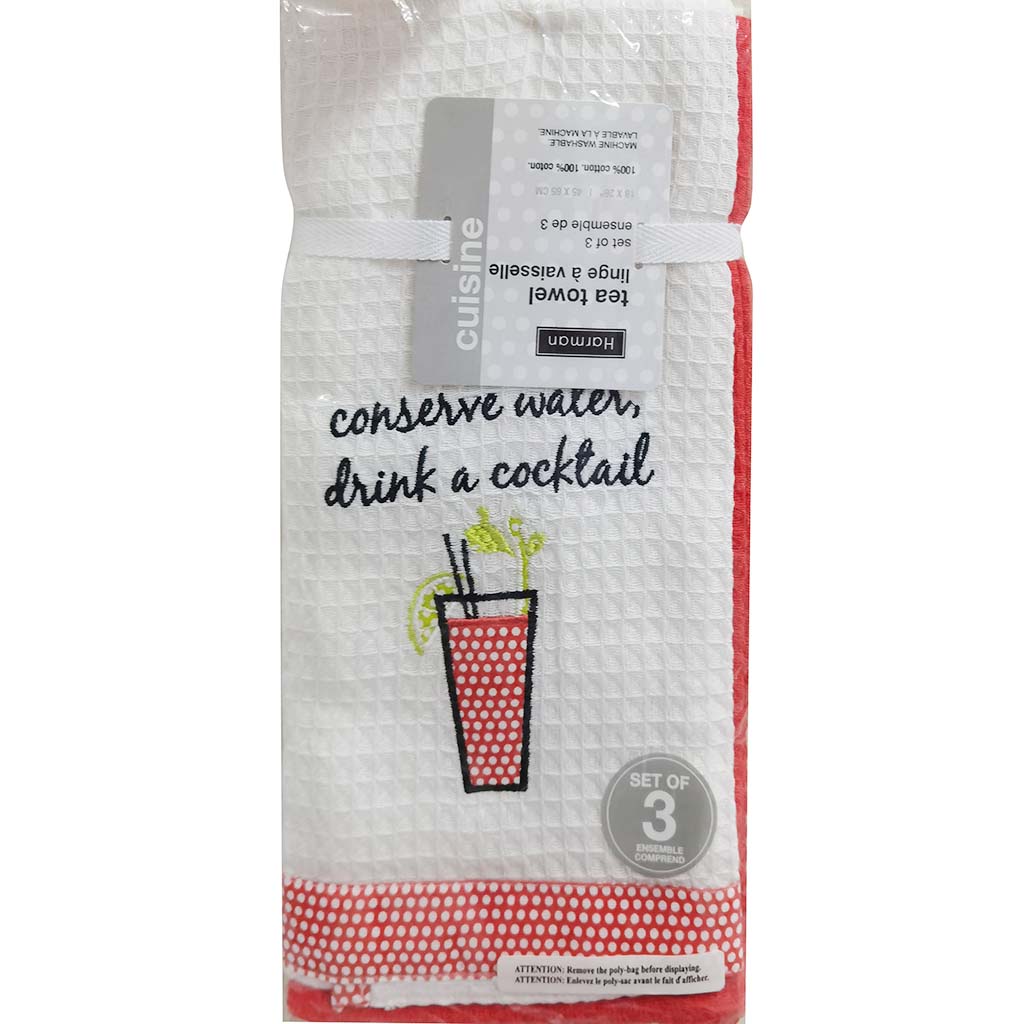 Harman
tea towel
linge à vaisselle
set of 3
ensemble de 3
18 X 26" | 45 X 65 CM
100% cotton. 100% coton.
MACHINE WASHABLE.
LAVABLE À LA MACHINE.
cuisine
conserve water,
drink a cocktail
SET OF
3
ENSEMBLE
COMPREND
ATTENTION: Remove the poly-bag before displaying.
ATTENTION: Enlevez le poly-sac avant le fait d'afficher.